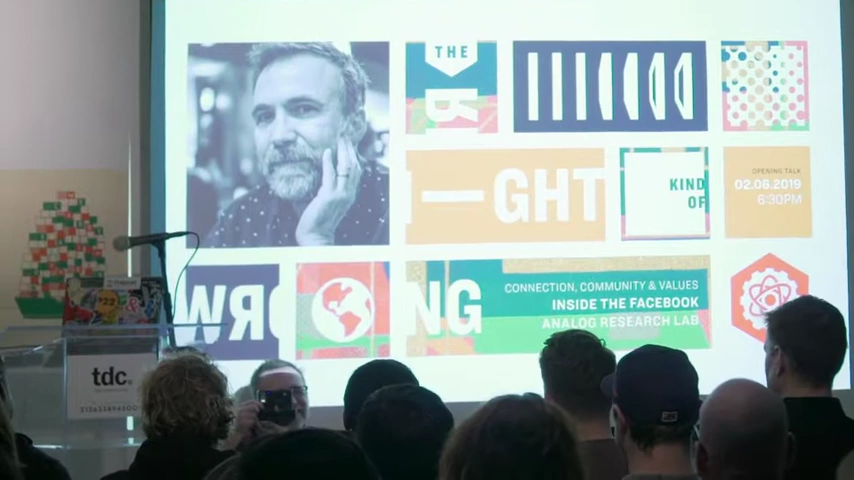 THE
R
I—GHT
KIND
OF
OPENING TALK
02.06.2019
6:30PM
WRONG
CONNECTION, COMMUNITY & VALUES
INSIDE THE FACEBOOK
ANALOG RESEARCH LAB
tdc.